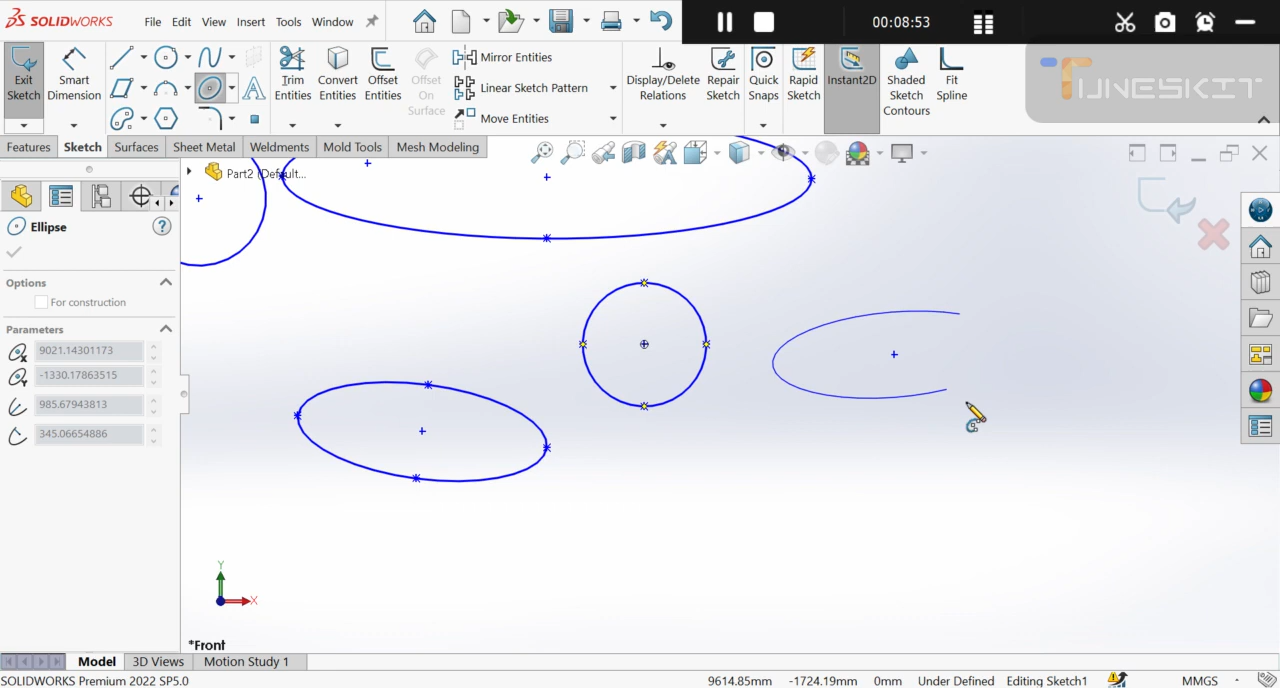 SOLIDWORKS File Edit View Insert Tools Window 00:08:53
TUNESKIT
Exit Sketch
Smart Dimension
Trim Entities
Convert Entities
Offset Entities
Offset On Surface
Mirror Entities
Linear Sketch Pattern
Move Entities
Display/Delete Relations
Repair Sketch
Quick Snaps
Rapid Sketch
Instant2D
Shaded Sketch Contours
Fit Spline
Features Sketch Surfaces Sheet Metal Weldments Mold Tools Mesh Modeling
Part2 (Default...
Ellipse
Options
For construction
Parameters
9021.14301173
-1330.17863515
985.67943813
345.06654886
Y
X
*Front
Model 3D Views Motion Study 1
SOLIDWORKS Premium 2022 SP5.0 9614.85mm -1724.19mm 0mm Under Defined Editing Sketch1 MMGS